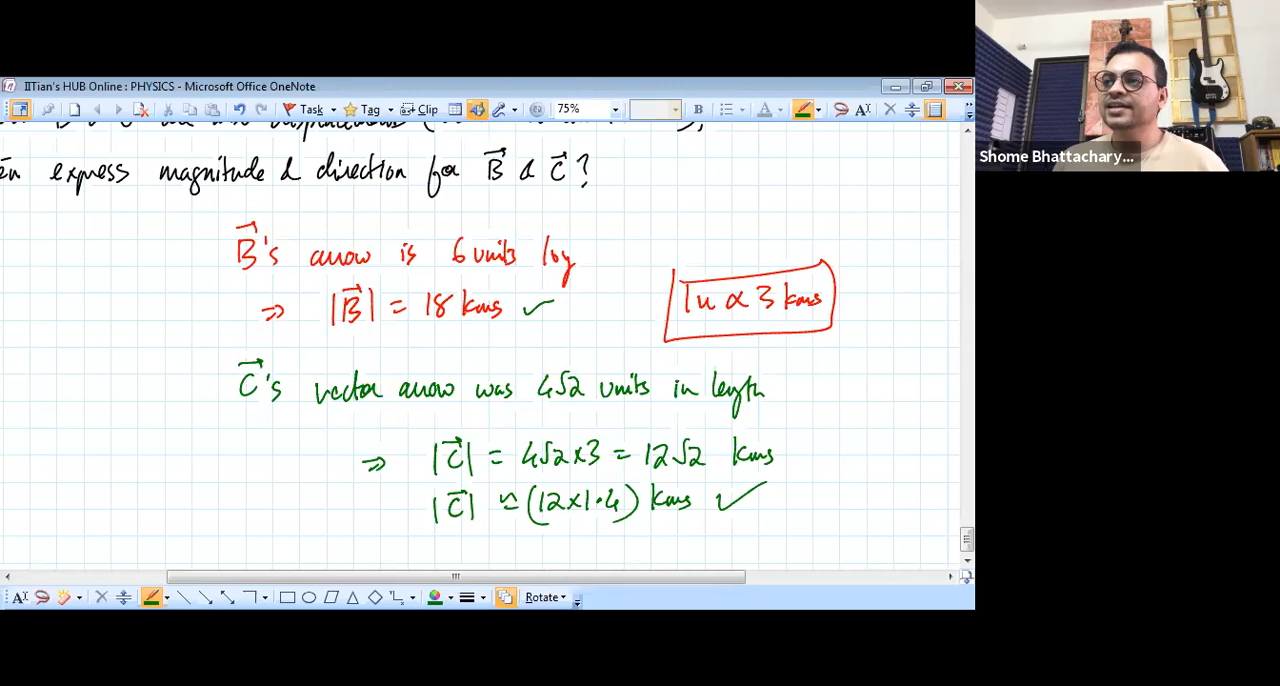 IITian's HUB Online : PHYSICS - Microsoft Office OneNote
Task Tag Clip 75% B A
express magnitude & direction for B⃗ & C⃗ ?
B⃗'s arrow is 6 units log
⇒ |B⃗| = 18 kms ✓
1u ∝ 3 kms
C⃗'s vector arrow was 4√2 units in length
⇒ |C⃗| = 4√2×3 = 12√2 kms
|C⃗| ≈ (12×1.4) kms ✓
Rotate
Shome Bhattachary...